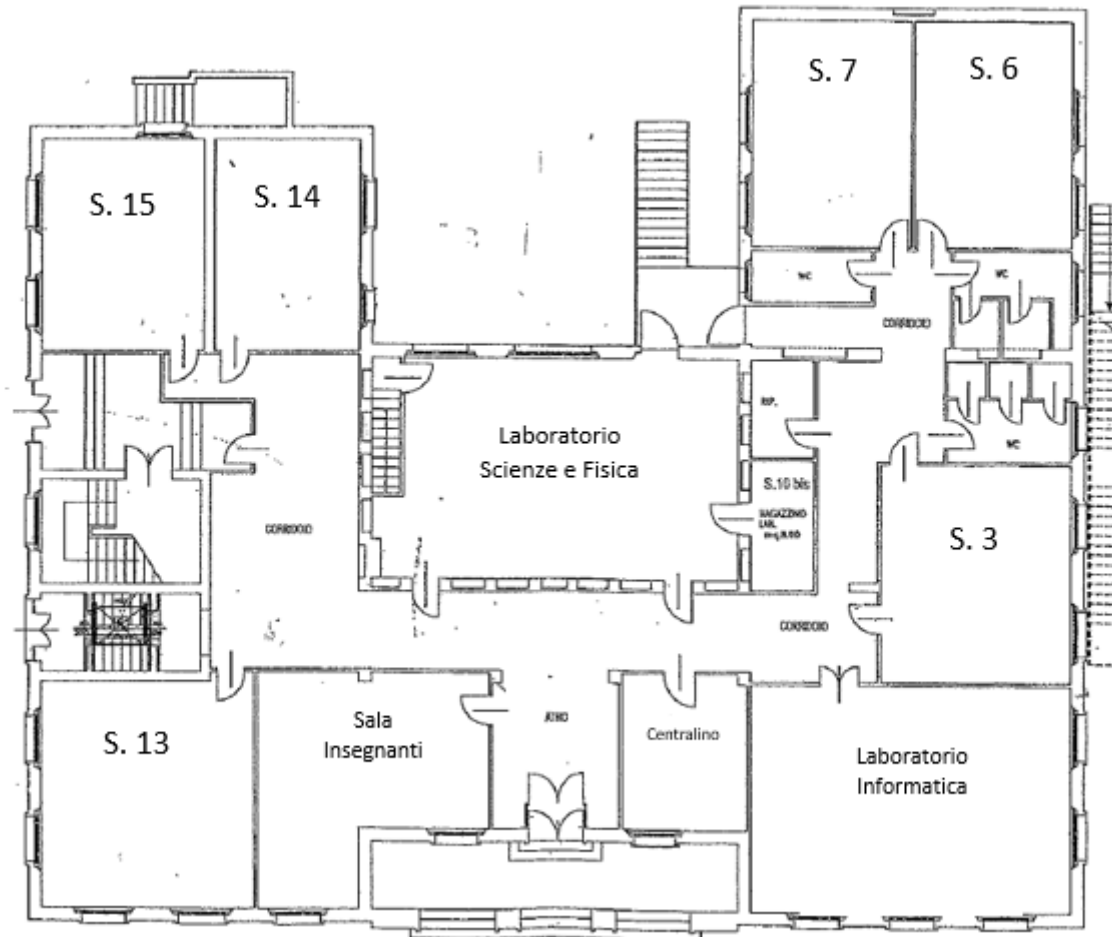 S. 7
S. 6
S. 15
S. 14
WC
WC
CORRIDOIO
Laboratorio
Scienze e Fisica
RIP.
WC
S.10 bis
MAGAZZINO
LAB.
S. 3
CORRIDOIO
CORRIDOIO
S. 13
Sala
Insegnanti
ATRIO
Centralino
Laboratorio
Informatica